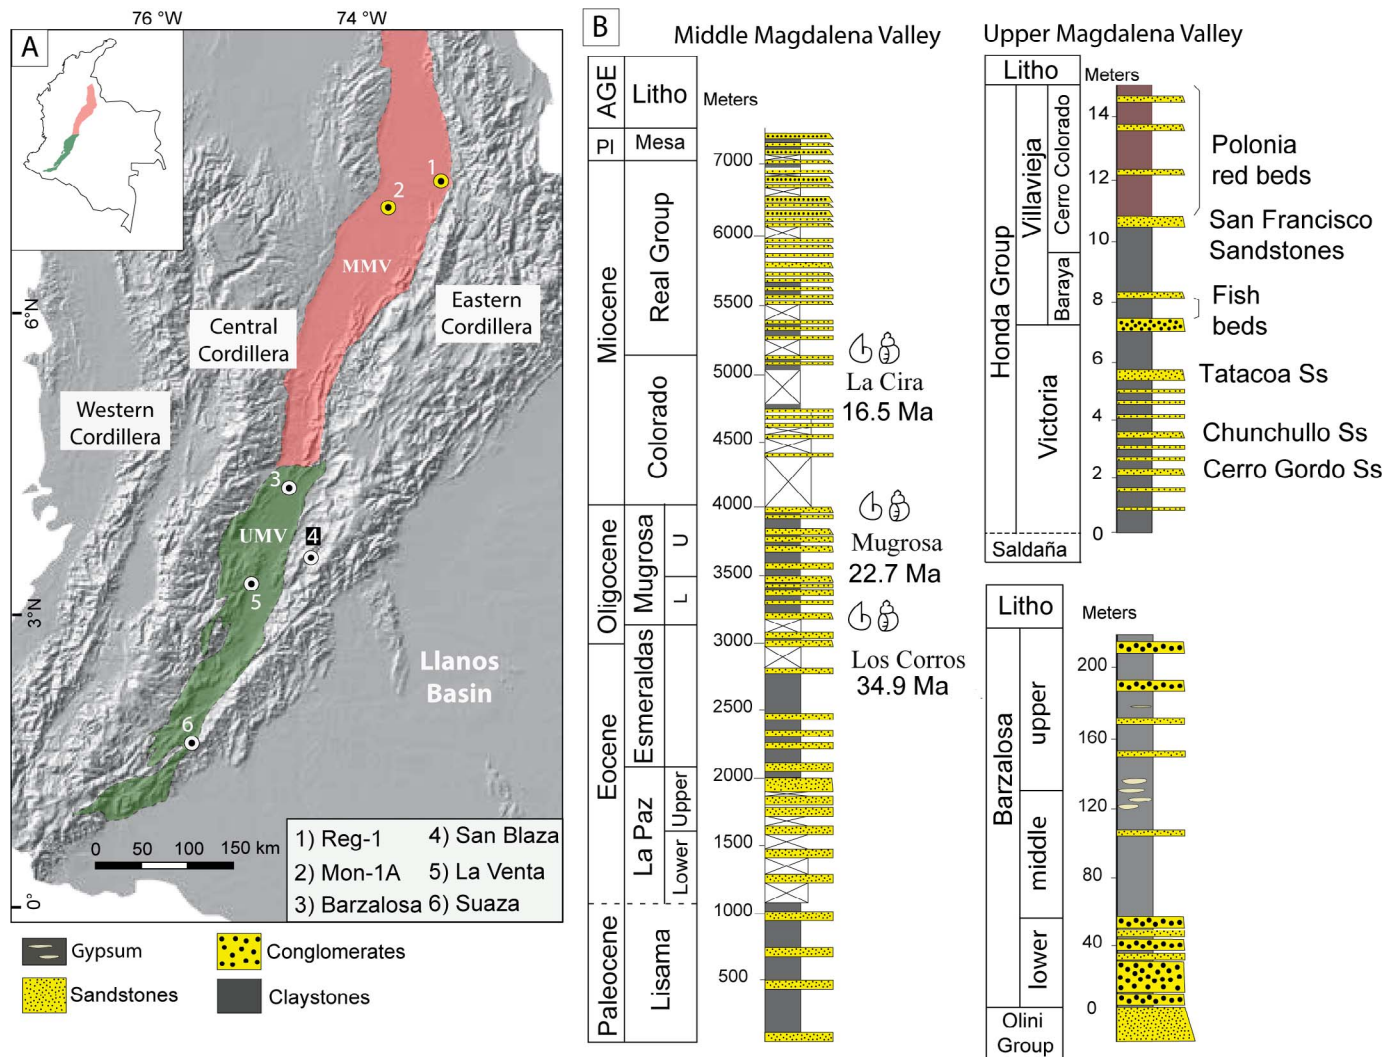 76 °W
74 °W
A
6°N
3°N
0°
1
2
MMV
Eastern
Cordillera
Central
Cordillera
Western
Cordillera
3
UMV
4
5
Llanos
Basin
6
0 50 100 150 km
1) Reg-1
4) San Blaza
2) Mon-1A
5) La Venta
3) Barzalosa
6) Suaza
Gypsum
Conglomerates
Sandstones
Claystones
B
Middle Magdalena Valley
AGE
Litho
Meters
Pl
Mesa
Miocene
Real Group
Colorado
Oligocene
Mugrosa
U
L
Eocene
Esmeraldas
La Paz
Upper
Lower
Paleocene
Lisama
7000
6000
5500
5000
4500
4000
3500
3000
2500
2000
1500
1000
500
La Cira
16.5 Ma
Mugrosa
22.7 Ma
Los Corros
34.9 Ma
Upper Magdalena Valley
Litho
Meters
Honda Group
Villavieja
Cerro Colorado
Baraya
Victoria
Saldaña
14
12
10
8
6
4
2
0
Polonia
red beds
San Francisco
Sandstones
Fish
beds
Tatacoa Ss
Chunchullo Ss
Cerro Gordo Ss
Litho
Meters
Barzalosa
upper
middle
lower
Olini
Group
200
160
120
80
40
0